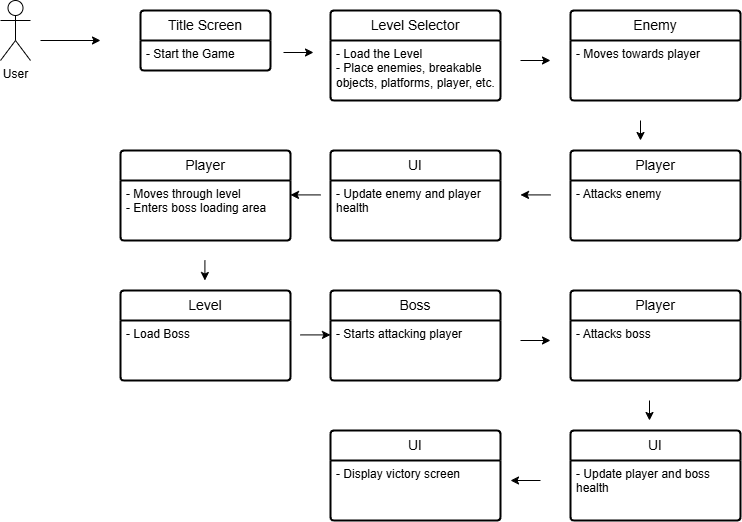 User
Title Screen
- Start the Game
Level Selector
- Load the Level
- Place enemies, breakable
objects, platforms, player, etc.
Enemy
- Moves towards player
Player
- Attacks enemy
UI
- Update enemy and player
health
Player
- Moves through level
- Enters boss loading area
Level
- Load Boss
Boss
- Starts attacking player
Player
- Attacks boss
UI
- Update player and boss
health
UI
- Display victory screen